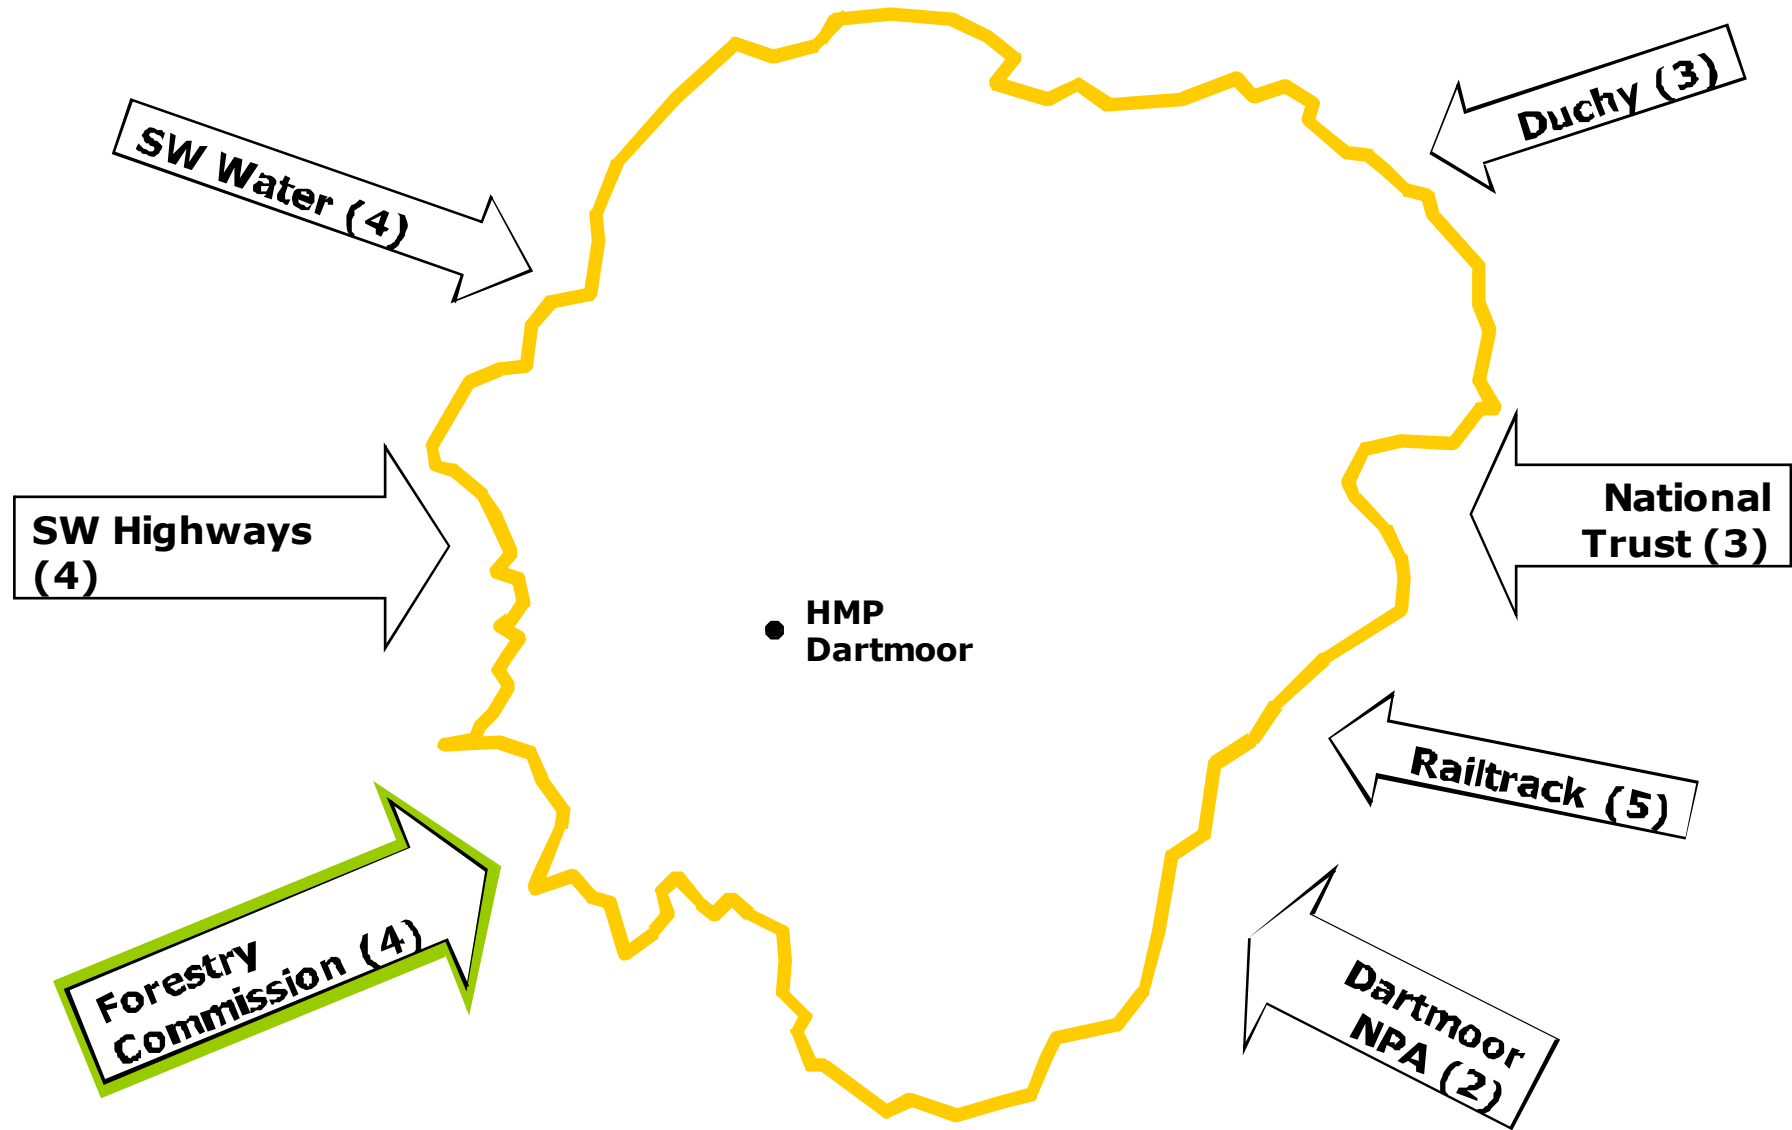 Duchy (3)
SW Water (4)
SW Highways
(4)
National
Trust (3)
HMP
Dartmoor
Railtrack (5)
Forestry
Commission (4)
Dartmoor
NPA (2)